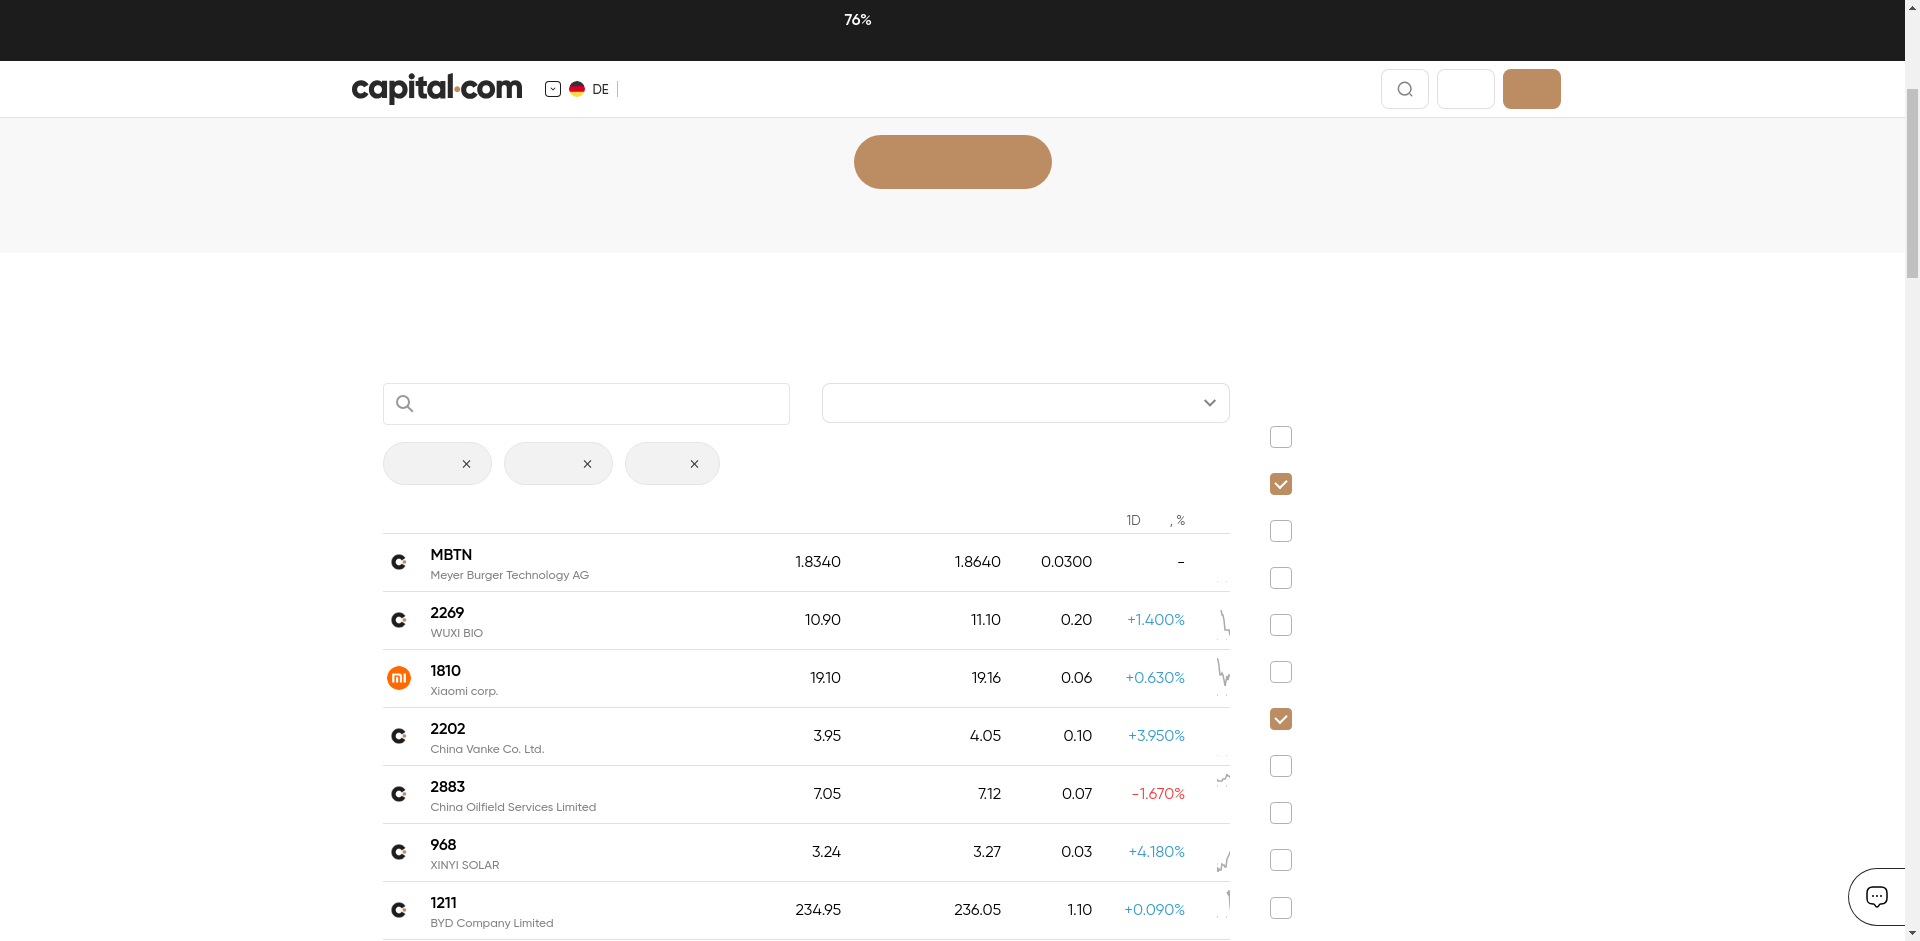 76%
capital.com
DE
1D , %
MBTN 1.8340 1.8640 0.0300 -
Meyer Burger Technology AG
2269 10.90 11.10 0.20 +1.400%
WUXI BIO
1810 19.10 19.16 0.06 +0.630%
Xiaomi corp.
2202 3.95 4.05 0.10 +3.950%
China Vanke Co. Ltd.
2883 7.05 7.12 0.07 -1.670%
China Oilfield Services Limited
968 3.24 3.27 0.03 +4.180%
XINYI SOLAR
1211 234.95 236.05 1.10 +0.090%
BYD Company Limited